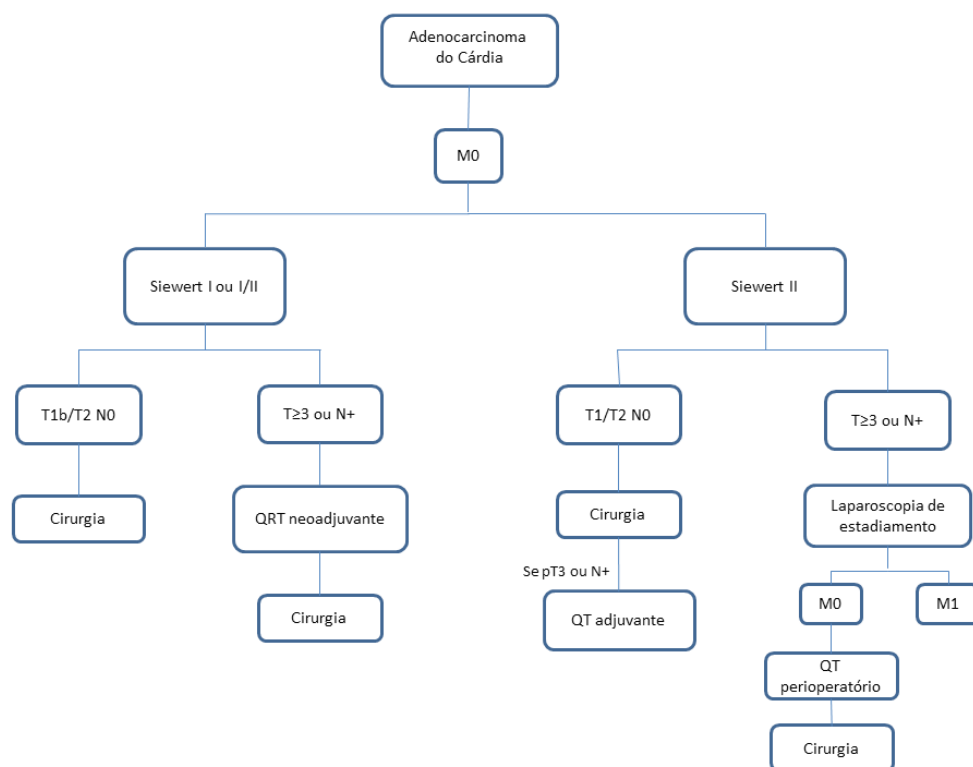 Adenocarcinoma
do Cárdia
M0
Siewert I ou I/II
Siewert II
T1b/T2 N0
T≥3 ou N+
T1/T2 N0
T≥3 ou N+
Cirurgia
QRT neoadjuvante
Cirurgia
Cirurgia
Se pT3 ou N+
QT adjuvante
Laparoscopia de
estadiamento
M0
M1
QT
perioperatório
Cirurgia